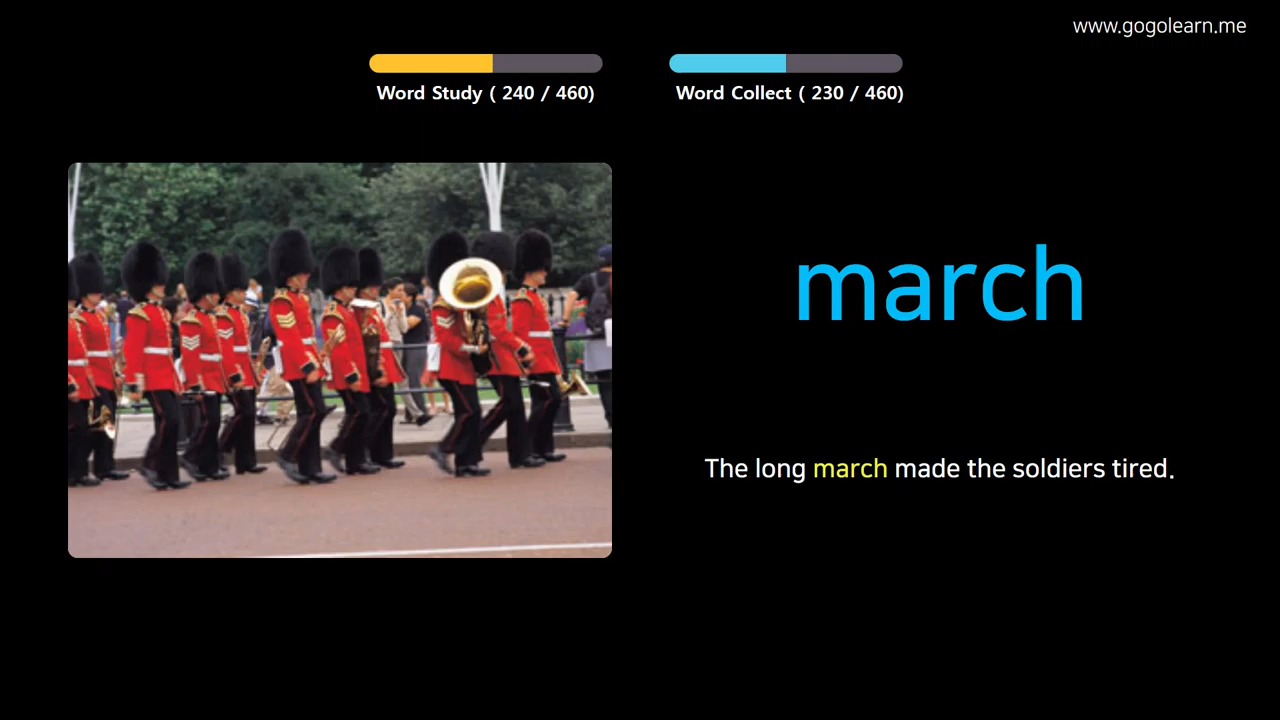 www.gogolearn.me
Word Study ( 240 / 460)
Word Collect ( 230 / 460)
march
The long march made the soldiers tired.